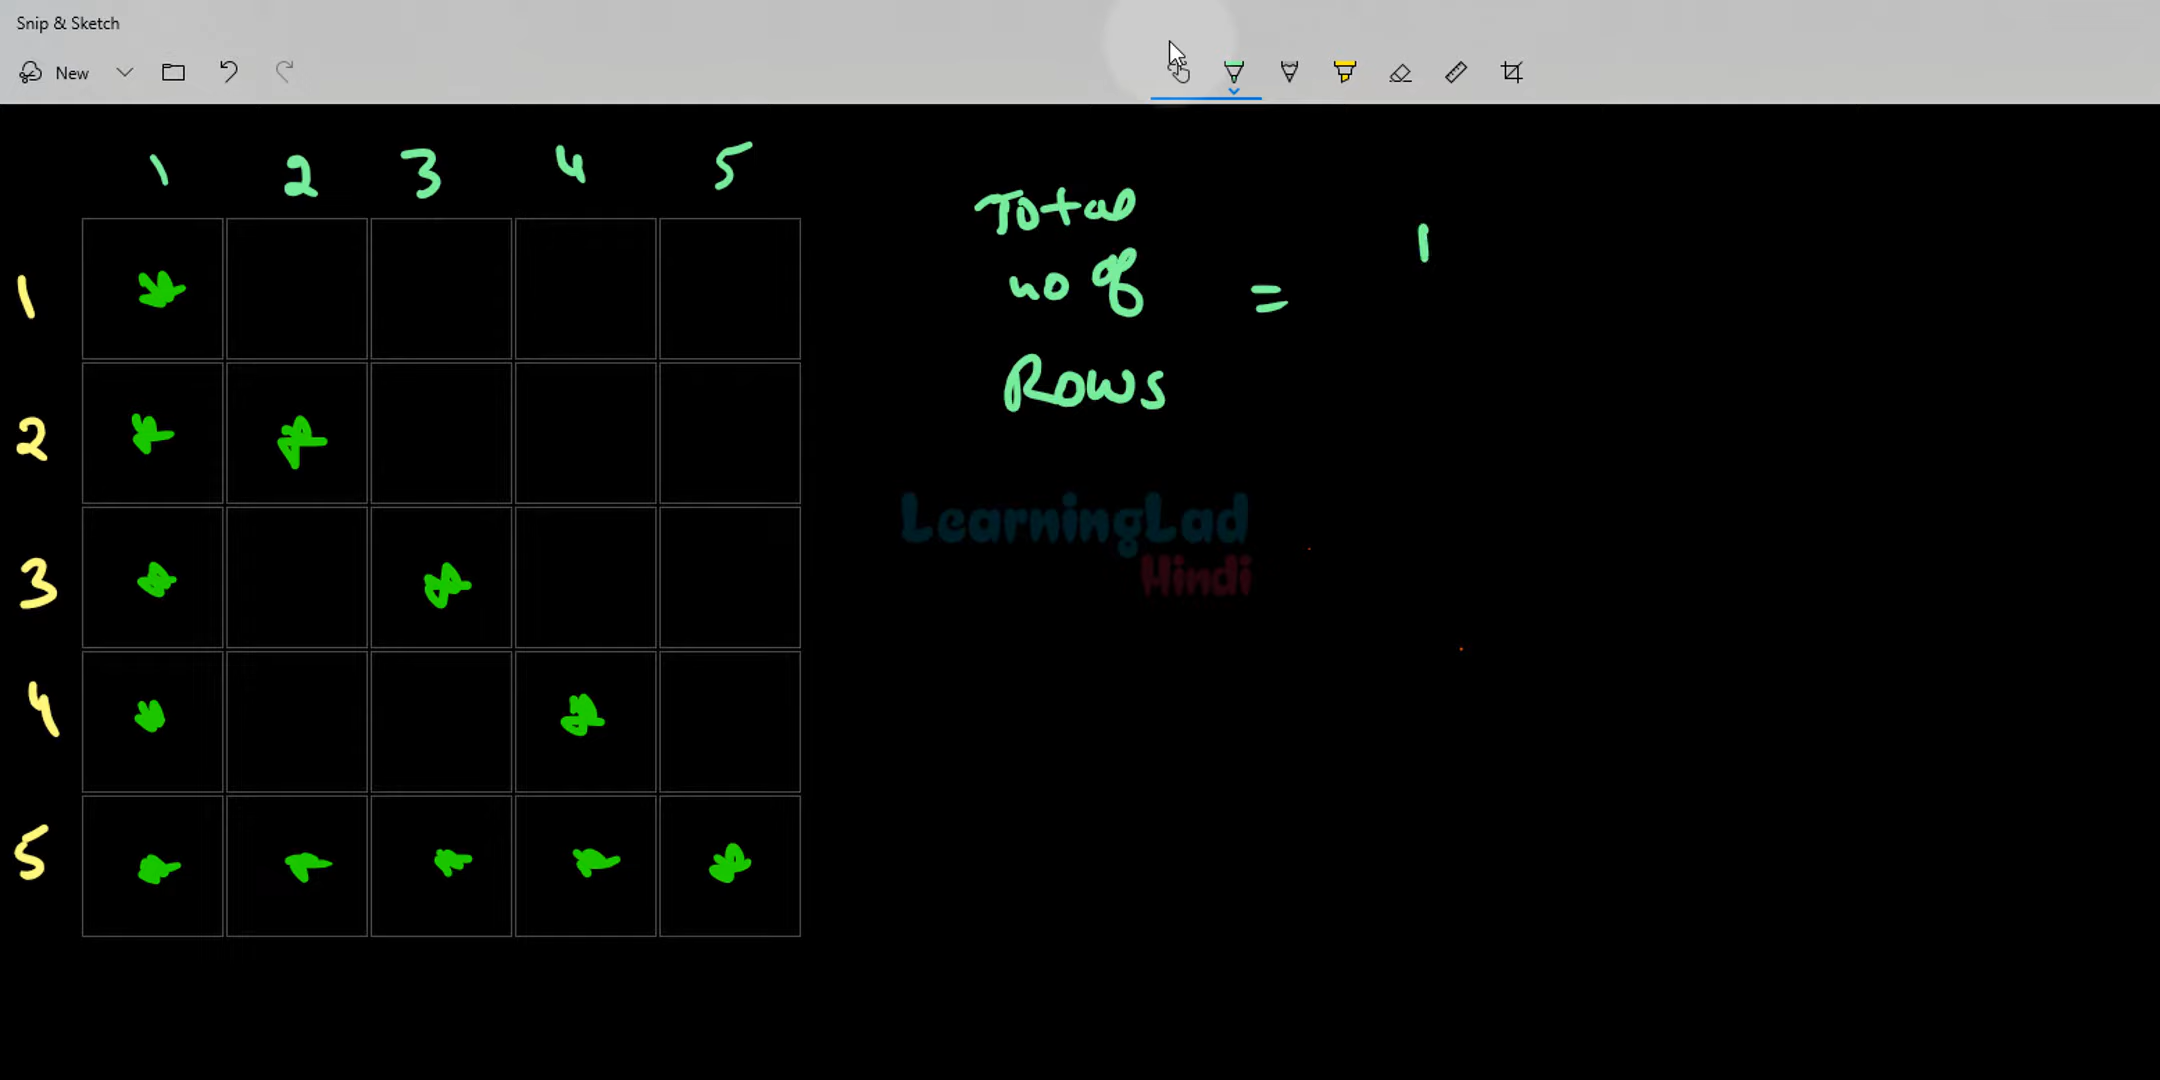 Snip & Sketch
New
1 2 3 4 5
1
2
3
4
5
Total
no of = 1
Rows
LearningLad
Hindi